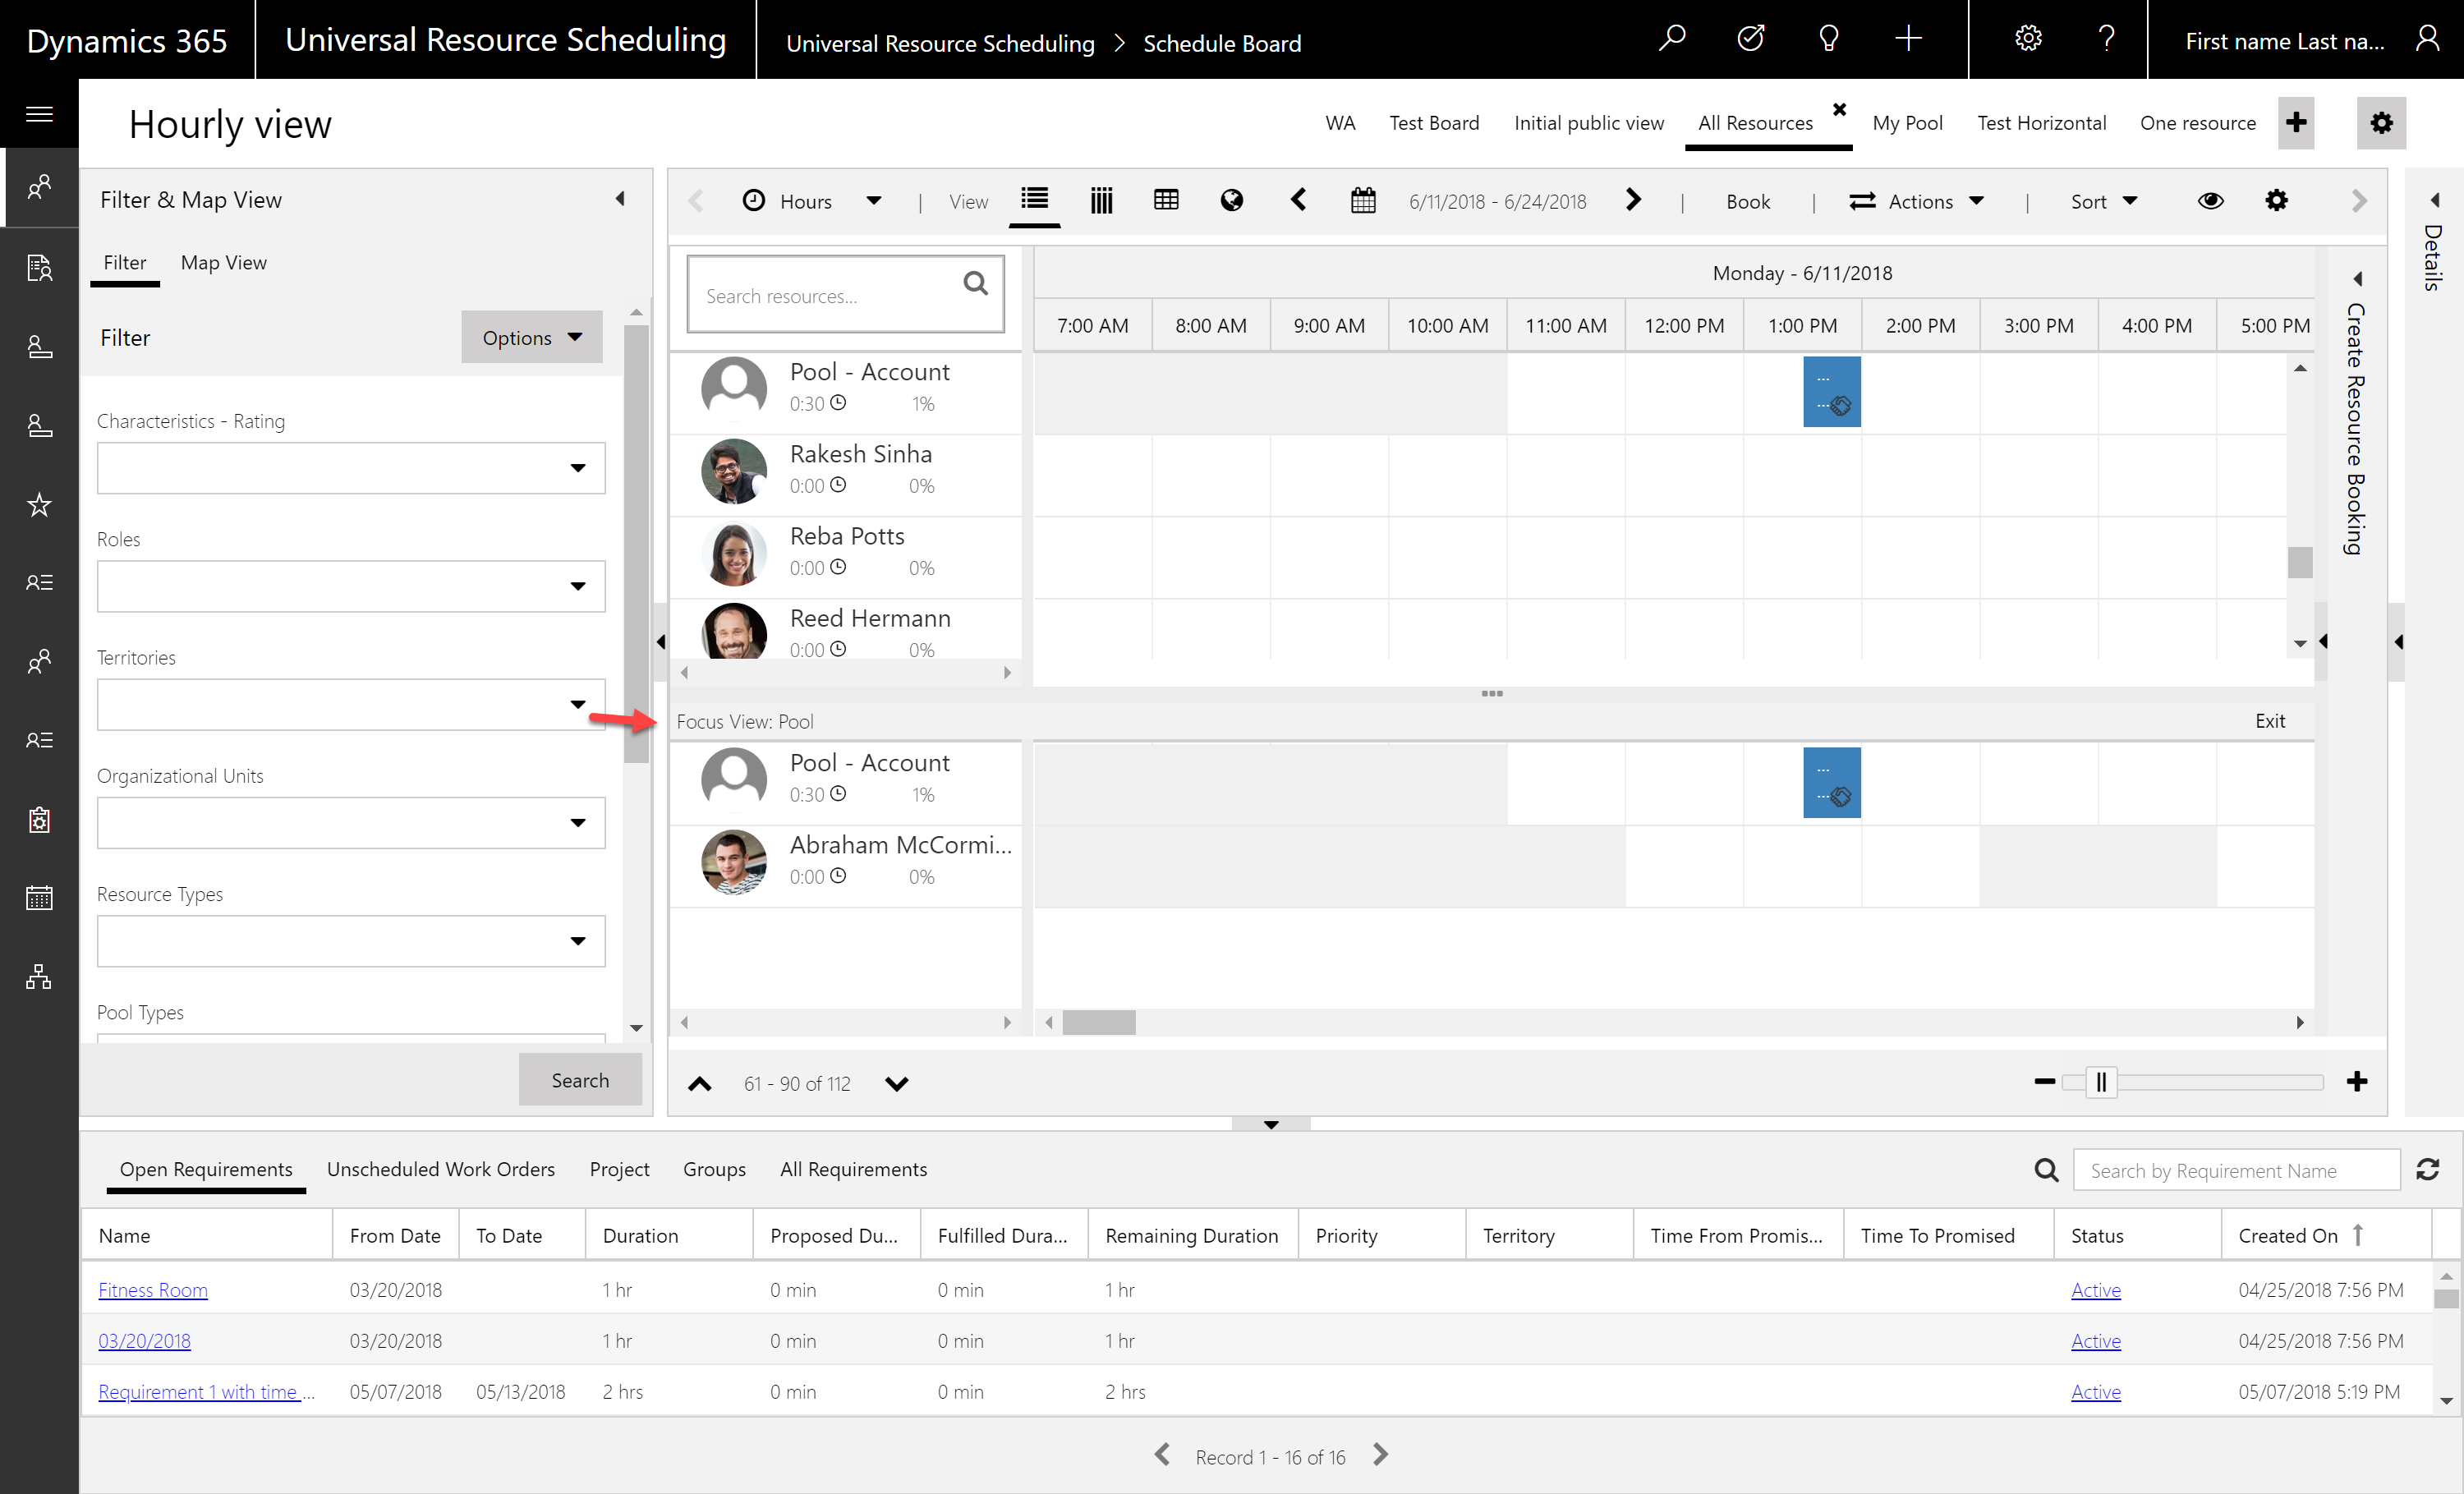 Dynamics 365
Universal Resource Scheduling
Universal Resource Scheduling > Schedule Board
First name Last na...
Hourly view
WA
Test Board
Initial public view
All Resources
My Pool
Test Horizontal
One resource
Filter & Map View
Filter
Map View
Filter
Options
Characteristics - Rating
Roles
Territories
Organizational Units
Resource Types
Pool Types
Search
Hours
View
6/11/2018 - 6/24/2018
Book
Actions
Sort
Details
Create Resource Booking
Search resources...
Monday - 6/11/2018
7:00 AM 8:00 AM 9:00 AM 10:00 AM 11:00 AM 12:00 PM 1:00 PM 2:00 PM 3:00 PM 4:00 PM 5:00 PM
Pool - Account
0:30 1%
...
...
Rakesh Sinha
0:00 0%
Reba Potts
0:00 0%
Reed Hermann
0:00 0%
Focus View: Pool
Exit
Pool - Account
0:30 1%
...
...
Abraham McCormi...
0:00 0%
61 - 90 of 112
Open Requirements
Unscheduled Work Orders
Project
Groups
All Requirements
Search by Requirement Name
Name From Date To Date Duration Proposed Du... Fulfilled Dura... Remaining Duration Priority Territory Time From Promis... Time To Promised Status Created On
Fitness Room 03/20/2018 1 hr 0 min 0 min 1 hr Active 04/25/2018 7:56 PM
03/20/2018 03/20/2018 1 hr 0 min 0 min 1 hr Active 04/25/2018 7:56 PM
Requirement 1 with time ... 05/07/2018 05/13/2018 2 hrs 0 min 0 min 2 hrs Active 05/07/2018 5:19 PM
Record 1 - 16 of 16